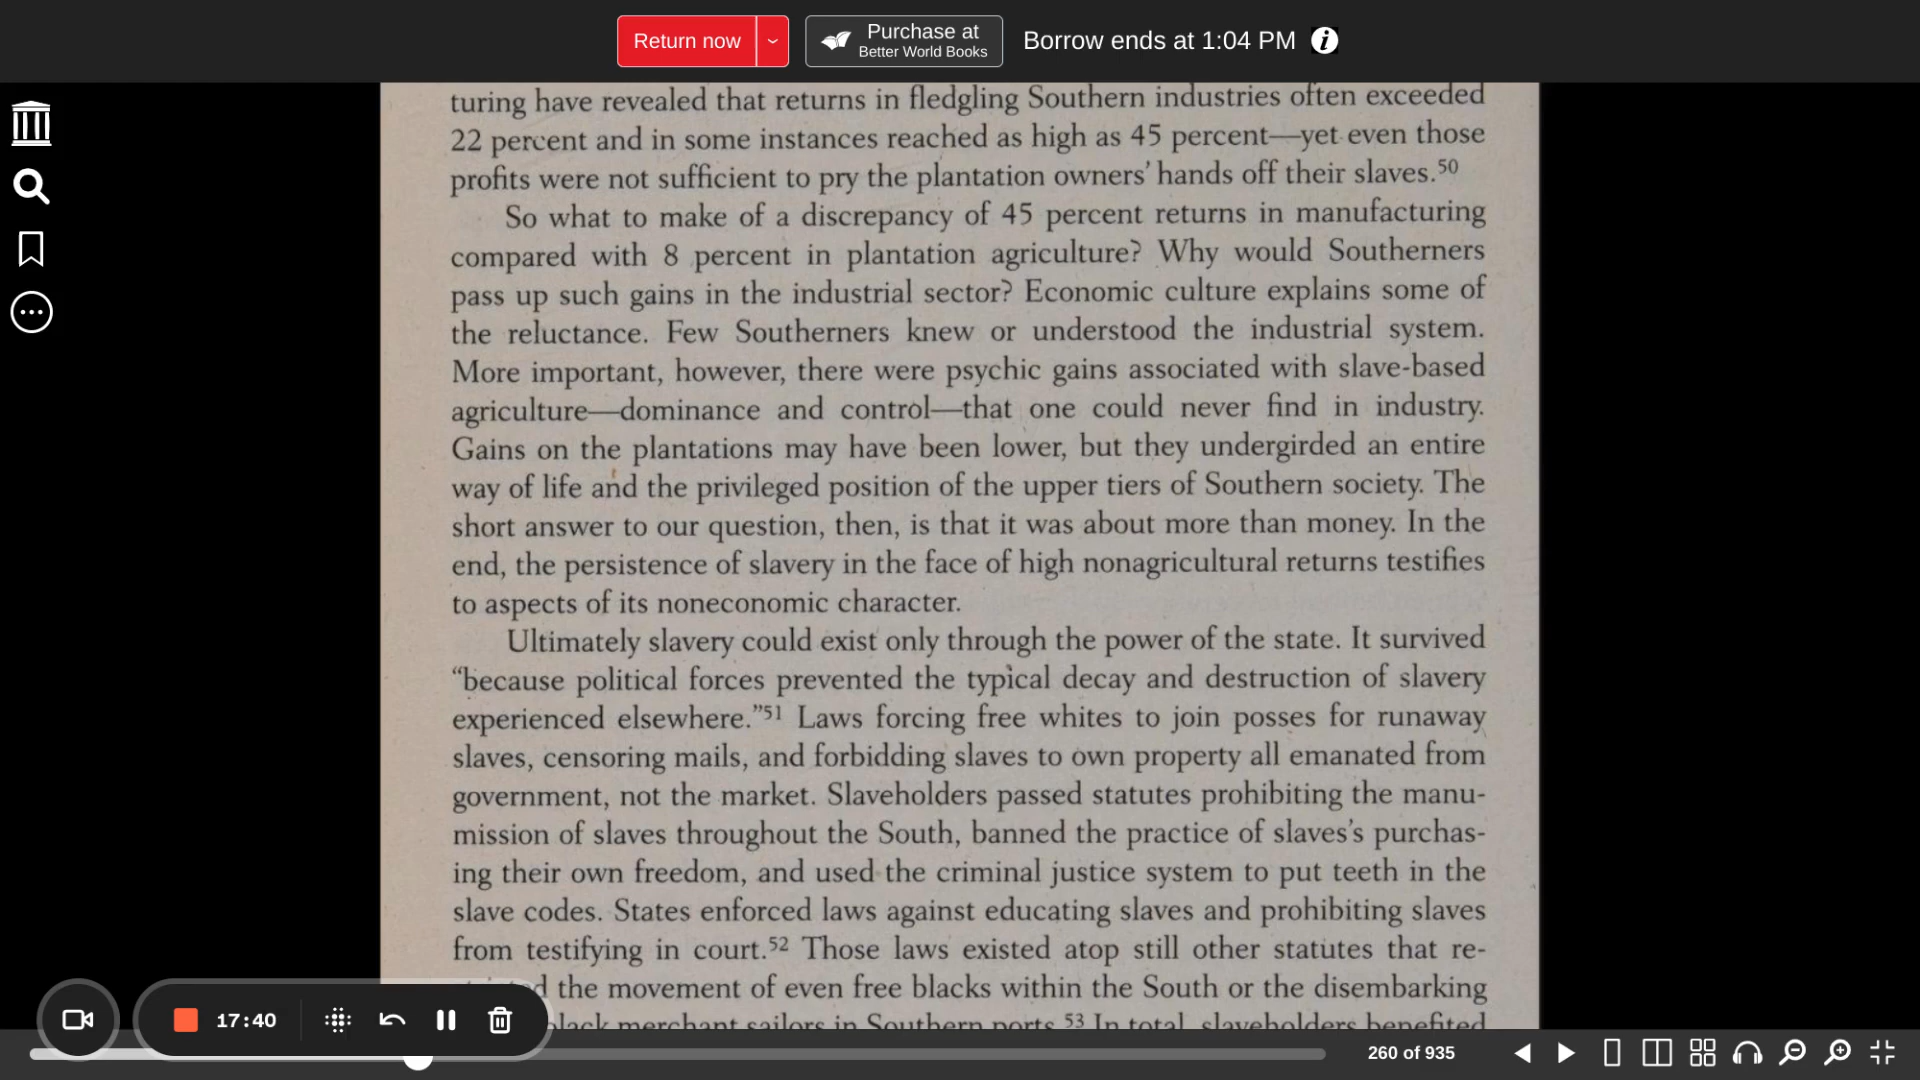 Return now
Purchase at
Better World Books
Borrow ends at 1:04 PM
turing have revealed that returns in fledgling Southern industries often exceeded
22 percent and in some instances reached as high as 45 percent—yet even those
profits were not sufficient to pry the plantation owners' hands off their slaves.50
So what to make of a discrepancy of 45 percent returns in manufacturing
compared with 8 percent in plantation agriculture? Why would Southerners
pass up such gains in the industrial sector? Economic culture explains some of
the reluctance. Few Southerners knew or understood the industrial system.
More important, however, there were psychic gains associated with slave-based
agriculture—dominance and control—that one could never find in industry.
Gains on the plantations may have been lower, but they undergirded an entire
way of life and the privileged position of the upper tiers of Southern society. The
short answer to our question, then, is that it was about more than money. In the
end, the persistence of slavery in the face of high nonagricultural returns testifies
to aspects of its noneconomic character.
Ultimately slavery could exist only through the power of the state. It survived
“because political forces prevented the typical decay and destruction of slavery
experienced elsewhere.”51 Laws forcing free whites to join posses for runaway
slaves, censoring mails, and forbidding slaves to own property all emanated from
government, not the market. Slaveholders passed statutes prohibiting the manu-
mission of slaves throughout the South, banned the practice of slaves's purchas-
ing their own freedom, and used the criminal justice system to put teeth in the
slave codes. States enforced laws against educating slaves and prohibiting slaves
from testifying in court.52 Those laws existed atop still other statutes that re-
the movement of even free blacks within the South or the disembarking
black merchant sailors in Southern ports.53 In total, slaveholders benefited
17:40
260 of 935